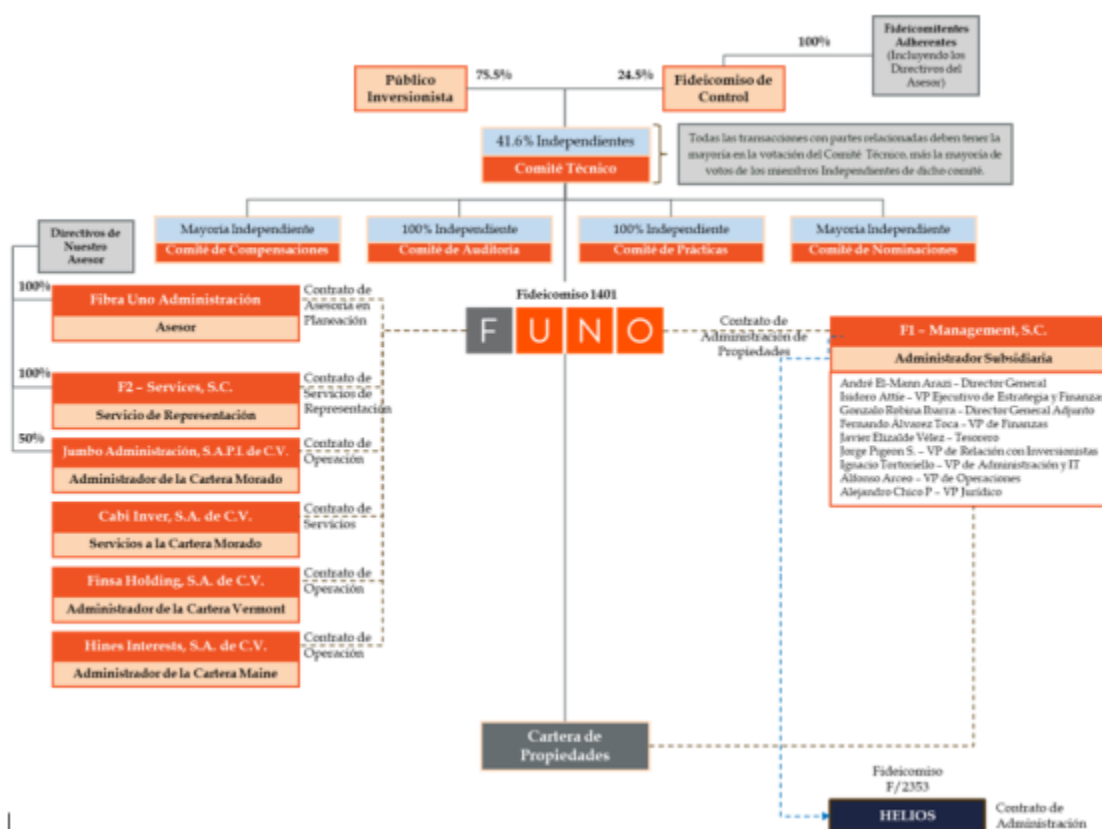 Fideicomitentes
Adherentes
(Incluyendo los
Directivos del
Asesor)
100%
Público
Inversionista
75.5%
24.5%
Fideicomiso de
Control
41.6% Independientes
Comité Técnico
Todas las transacciones con partes relacionadas deben tener la
mayoría en la votación del Comité Técnico, más la mayoría de
votos de los miembros Independientes de dicho comité.
Directivos de
Nuestro
Asesor
Mayoría Independiente
Comité de Compensaciones
100% Independiente
Comité de Auditoría
100% Independiente
Comité de Prácticas
Mayoría Independiente
Comité de Nominaciones
100%
Fibra Uno Administración
Asesor
Contrato de
Asesoría en
Planeación
Fideicomiso 1401
FUNO
Contrato de
Administración de
Propiedades
F1 – Management, S.C.
Administrador Subsidiaria
André El-Mann Arazi – Director General
Isidoro Attie – VP Ejecutivo de Estrategia y Finanzas
Gonzalo Robina Ibarra – Director General Adjunto
Fernando Álvarez Toca – VP de Finanzas
Javier Elizalde Vélez – Tesorero
Jorge Pigeon S. – VP de Relación con Inversionistas
Ignacio Tortoriello – VP de Administración y IT
Alfonso Arceo – VP de Operaciones
Alejandro Chico P – VP Jurídico
100%
F2 – Services, S.C.
Servicio de Representación
Contrato de
Servicios de
Representación
50%
Jumbo Administración, S.A.P.I. de C.V.
Administrador de la Cartera Morado
Contrato de
Operación
Cabi Inver, S.A. de C.V.
Servicios a la Cartera Morado
Contrato de
Servicios
Finsa Holding, S.A. de C.V.
Administrador de la Cartera Vermont
Contrato de
Operación
Hines Interests, S.A. de C.V.
Administrador de la Cartera Maine
Contrato de
Operación
Cartera de
Propiedades
Fideicomiso
F/2353
HELIOS
Contrato de
Administración